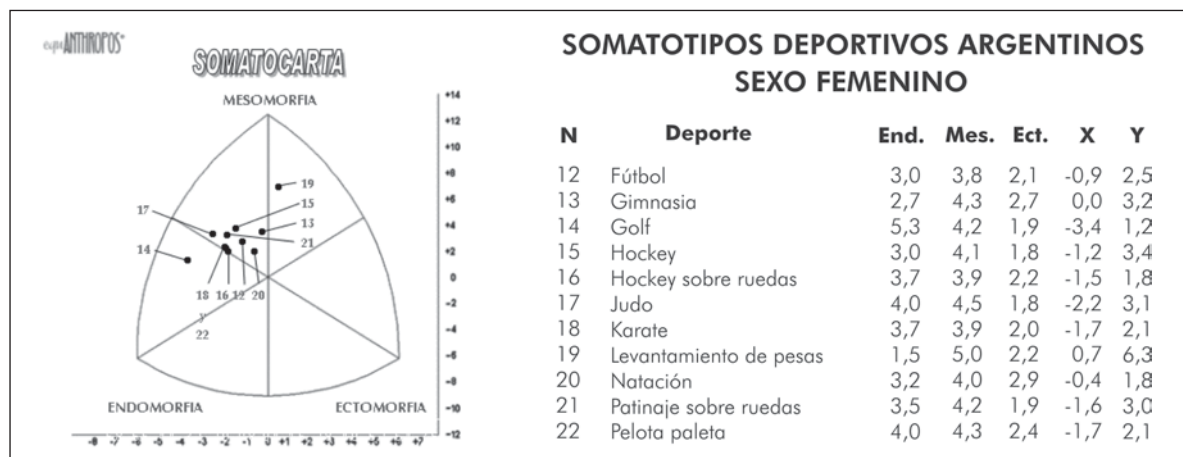 equANTHROPOS
SOMATOCARTA
MESOMORFIA
+14
+12
+10
+8
+6
+4
+2
0
-2
-4
-6
-8
-10
-12
19
15
17
13
21
14
18 16 12 20
y
22
ENDOMORFIA
ECTOMORFIA
-8 -7 -6 -5 -4 -3 -2 -1 0 +1 +2 +3 +4 +5 +6 +7
SOMATOTIPOS DEPORTIVOS ARGENTINOS
SEXO FEMENINO
N Deporte End. Mes. Ect. X Y
12 Fútbol 3,0 3,8 2,1 -0,9 2,5
13 Gimnasia 2,7 4,3 2,7 0,0 3,2
14 Golf 5,3 4,2 1,9 -3,4 1,2
15 Hockey 3,0 4,1 1,8 -1,2 3,4
16 Hockey sobre ruedas 3,7 3,9 2,2 -1,5 1,8
17 Judo 4,0 4,5 1,8 -2,2 3,1
18 Karate 3,7 3,9 2,0 -1,7 2,1
19 Levantamiento de pesas 1,5 5,0 2,2 0,7 6,3
20 Natación 3,2 4,0 2,9 -0,4 1,8
21 Patinaje sobre ruedas 3,5 4,2 1,9 -1,6 3,0
22 Pelota paleta 4,0 4,3 2,4 -1,7 2,1